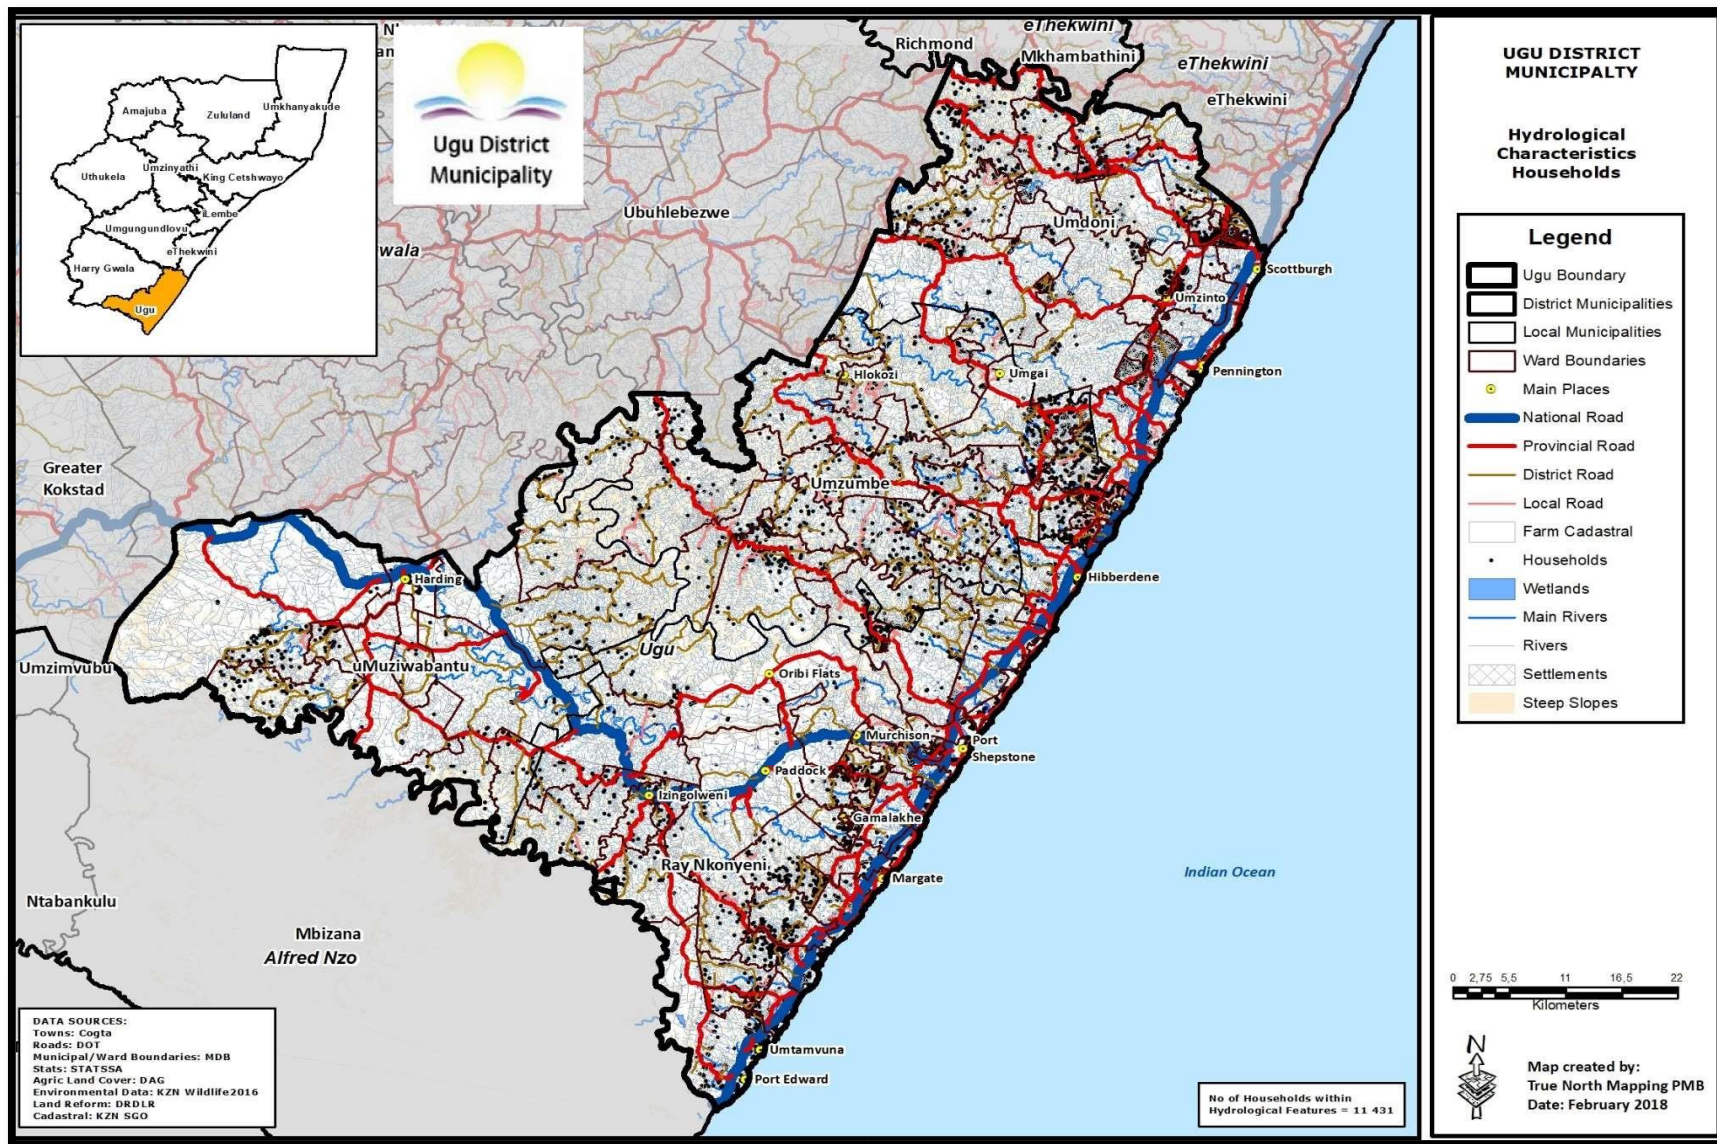 Amajuba
Zululand
Umkhanyakude
Uthukela
Umzinyathi
King Cetshwayo
iLembe
Umgungundlovu
eThekwini
Harry Gwala
Ugu
Ugu District
Municipality
Richmond
eThekwini
Mkhambathini
eThekwini
eThekwini
Ubuhlebezwe
wala
Umdoni
Scottburgh
Umzinto
Pennington
Hlokozi
Umgai
Greater
Kokstad
Umzumbe
Harding
Hibberdene
Umzimvubu
uMuziwabantu
Ugu
Oribi Flats
Murchison
Port
Shepstone
Paddock
Izingolweni
Gamalakhe
Ray Nkonyeni
Margate
Indian Ocean
Ntabankulu
Mbizana
Alfred Nzo
Umtamvuna
Port Edward
DATA SOURCES:
Towns: Cogta
Roads: DOT
Municipal/Ward Boundaries: MDB
Stats: STATSSA
Agric Land Cover: DAG
Environmental Data: KZN Wildlife2016
Land Reform: DRDLR
Cadastral: KZN SGO
No of Households within
Hydrological Features = 11 431
UGU DISTRICT
MUNICIPALTY
Hydrological
Characteristics
Households
Legend
Ugu Boundary
District Municipalities
Local Municipalities
Ward Boundaries
Main Places
National Road
Provincial Road
District Road
Local Road
Farm Cadastral
Households
Wetlands
Main Rivers
Rivers
Settlements
Steep Slopes
0 2,75 5,5 11 16,5 22
Kilometers
N
Map created by:
True North Mapping PMB
Date: February 2018